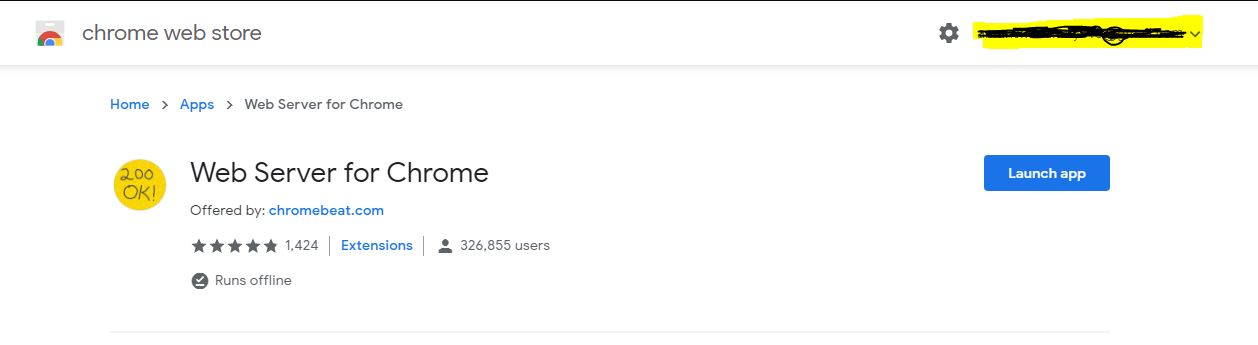 chrome web store
Home > Apps > Web Server for Chrome
200
OK!
Web Server for Chrome
Launch app
Offered by: chromebeat.com
1,424 | Extensions | 326,855 users
Runs offline